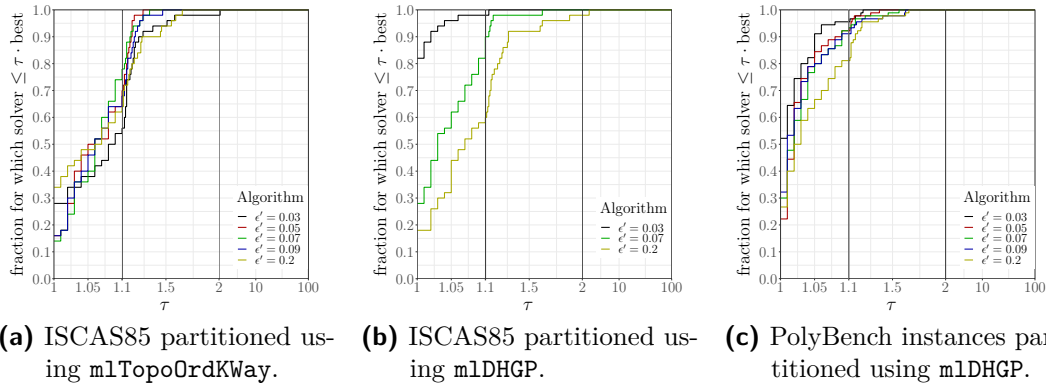 fraction for which solver ≤ τ · best
1.0
0.9
0.8
0.7
0.6
0.5
0.4
0.3
0.2
0.1
0.0
1 1.05 1.1 1.5 2 10 100
τ
Algorithm
ϵ′ = 0.03
ϵ′ = 0.05
ϵ′ = 0.07
ϵ′ = 0.09
ϵ′ = 0.2
(a) ISCAS85 partitioned us-
ing mlTopoOrdKWay.
fraction for which solver ≤ τ · best
1.0
0.9
0.8
0.7
0.6
0.5
0.4
0.3
0.2
0.1
0.0
1 1.05 1.1 1.5 2 10 100
τ
Algorithm
ϵ′ = 0.03
ϵ′ = 0.07
ϵ′ = 0.2
(b) ISCAS85 partitioned us-
ing mlDHGP.
fraction for which solver ≤ τ · best
1.0
0.9
0.8
0.7
0.6
0.5
0.4
0.3
0.2
0.1
0.0
1 1.05 1.1 1.5 2 10 100
τ
Algorithm
ϵ′ = 0.03
ϵ′ = 0.05
ϵ′ = 0.07
ϵ′ = 0.09
ϵ′ = 0.2
(c) PolyBench instances par
titioned using mlDHGP.